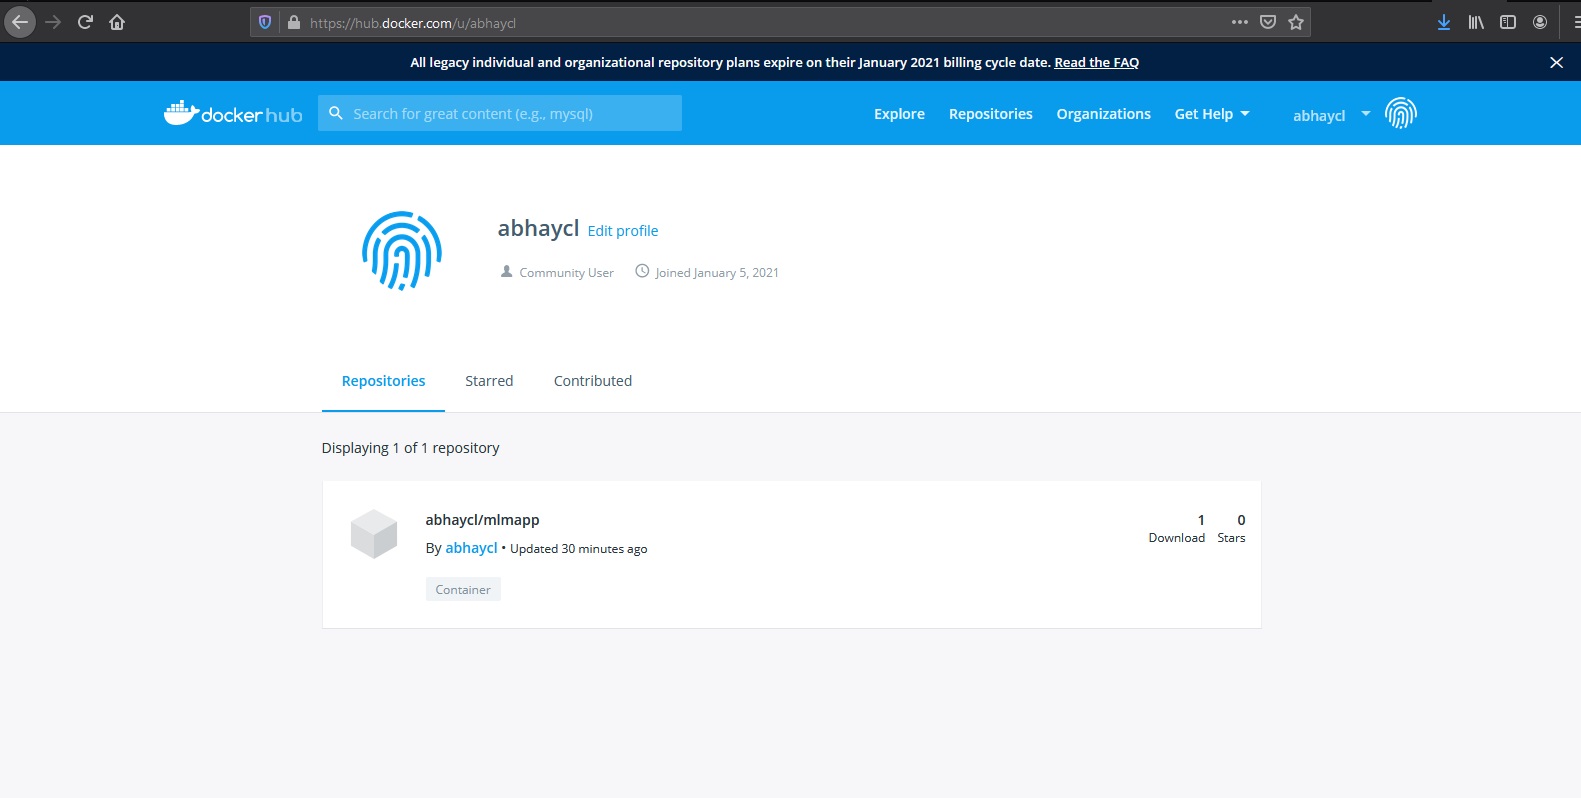 https://hub.docker.com/u/abhaycl
All legacy individual and organizational repository plans expire on their January 2021 billing cycle date. Read the FAQ
dockerhub Search for great content (e.g., mysql) Explore Repositories Organizations Get Help abhaycl
abhaycl Edit profile
Community User Joined January 5, 2021
Repositories Starred Contributed
Displaying 1 of 1 repository
abhaycl/mlmapp 1 0
By abhaycl • Updated 30 minutes ago Download Stars
Container